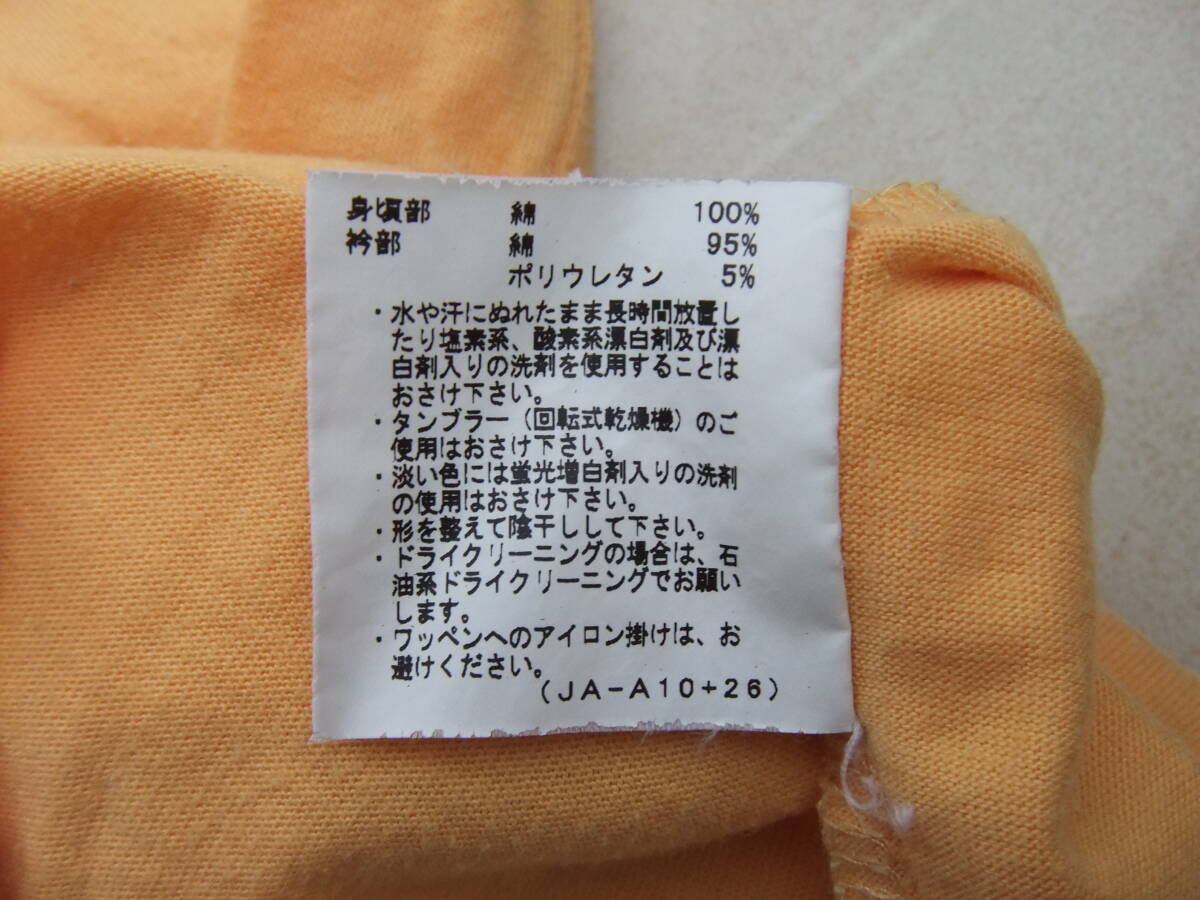 身頃部 綿 100%
衿部 綿 95%
ポリウレタン 5%
・水や汗にぬれたまま長時間放置し
たり塩素系、酸素系漂白剤及び漂
白剤入りの洗剤を使用することは
おさけ下さい。
・タンブラー（回転式乾燥機）のご
使用はおさけ下さい。
・淡い色には蛍光増白剤入りの洗剤
の使用はおさけ下さい。
・形を整えて陰干しして下さい。
・ドライクリーニングの場合は、石
油系ドライクリーニングでお願い
します。
・ワッペンへのアイロン掛けは、お
避けください。
(JA-A10+26)